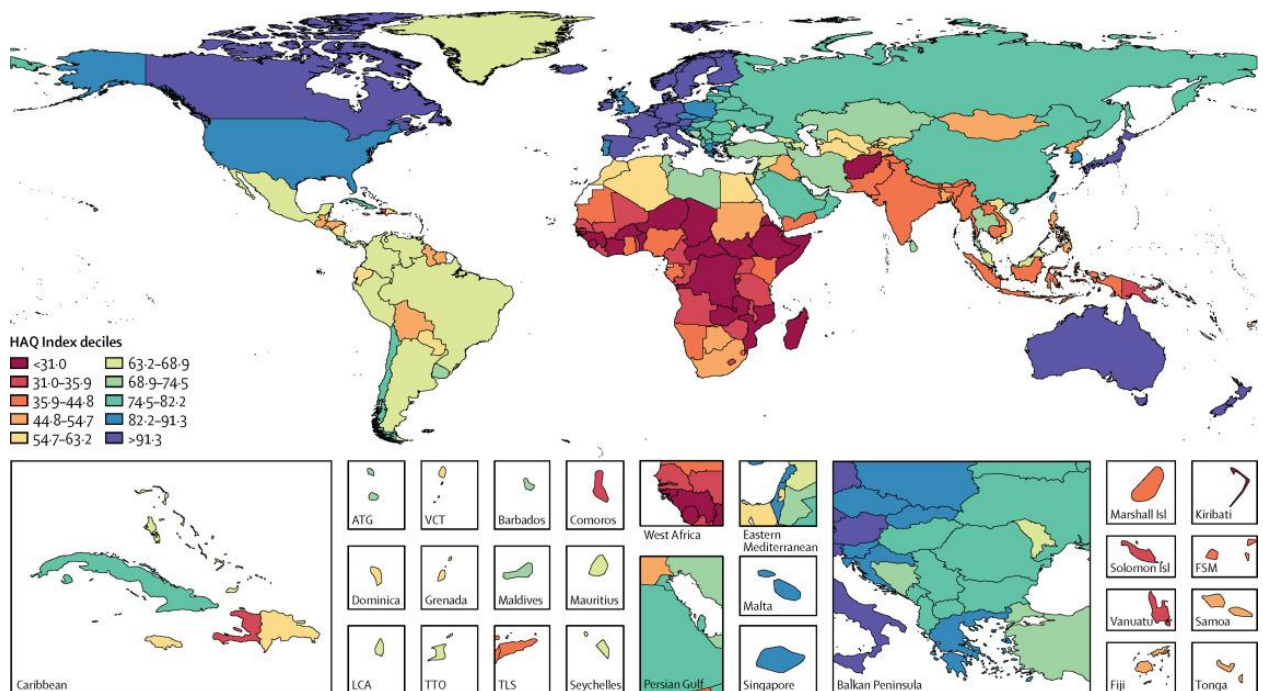 HAQ Index deciles
<31·0
31·0–35·9
35·9–44·8
44·8–54·7
54·7–63·2
63·2–68·9
68·9–74·5
74·5–82·2
82·2–91·3
>91·3
Caribbean
ATG
VCT
Barbados
Comoros
Dominica
Grenada
Maldives
Mauritius
LCA
TTO
TLS
Seychelles
West Africa
Eastern
Mediterranean
Persian Gulf
Malta
Singapore
Balkan Peninsula
Marshall Isl
Kiribati
Solomon Isl
FSM
Vanuatu
Samoa
Fiji
Tonga